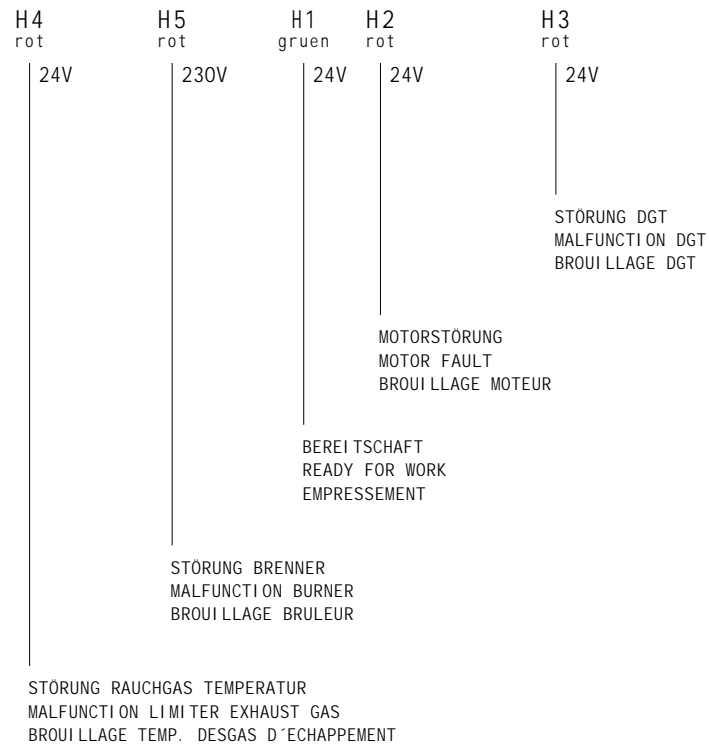 H4 H5 H1 H2 H3
rot rot gruen rot rot
24V 230V 24V 24V 24V
STÖRUNG DGT
MALFUNCTION DGT
BROUILLAGE DGT
MOTORSTÖRUNG
MOTOR FAULT
BROUILLAGE MOTEUR
BEREITSCHAFT
READY FOR WORK
EMPRESSEMENT
STÖRUNG BRENNER
MALFUNCTION BURNER
BROUILLAGE BRULEUR
STÖRUNG RAUCHGAS TEMPERATUR
MALFUNCTION LIMITER EXHAUST GAS
BROUILLAGE TEMP. DESGAS D´ECHAPPEMENT